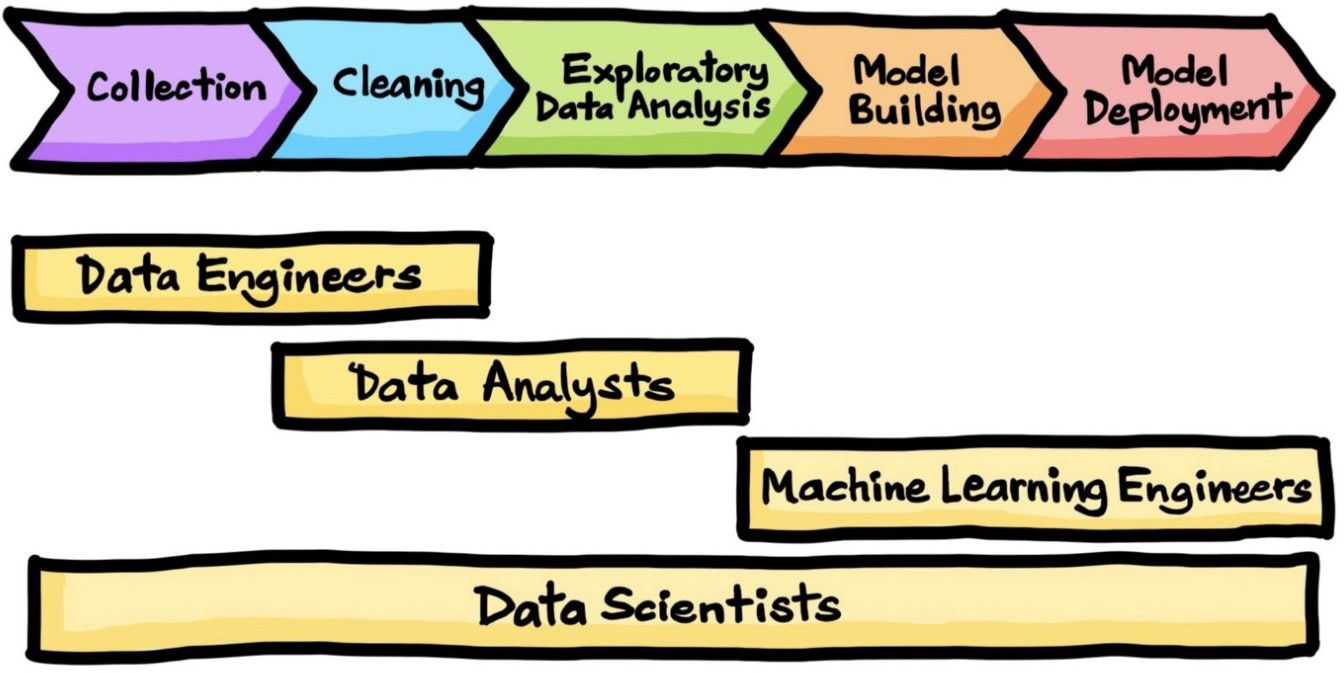 Collection
Cleaning
Exploratory
Data Analysis
Model
Building
Model
Deployment
Data Engineers
Data Analysts
Machine Learning Engineers
Data Scientists